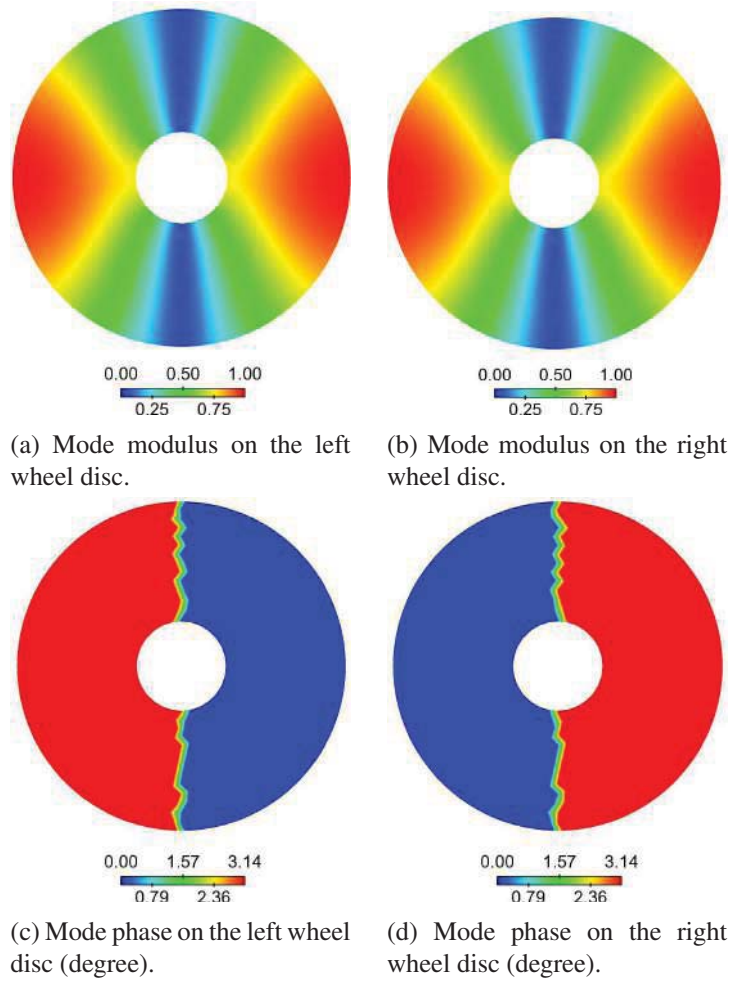 0.00 0.50 1.00
0.25 0.75
0.00 0.50 1.00
0.25 0.75
(a) Mode modulus on the left
wheel disc.
(b) Mode modulus on the right
wheel disc.
0.00 1.57 3.14
0.79 2.36
0.00 1.57 3.14
0.79 2.36
(c) Mode phase on the left wheel
disc (degree).
(d) Mode phase on the right
wheel disc (degree).